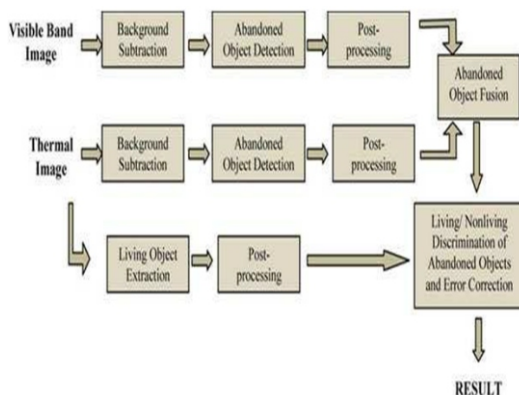 Visible Band
Image
Background
Subtraction
Abandoned
Object Detection
Post-
processing
Abandoned
Object Fusion
Thermal
Image
Background
Subtraction
Abandoned
Object Detection
Post-
processing
Living Object
Extraction
Post-
processing
Living/ Nonliving
Discrimination of
Abandoned Objects
and Error Correction
RESULT